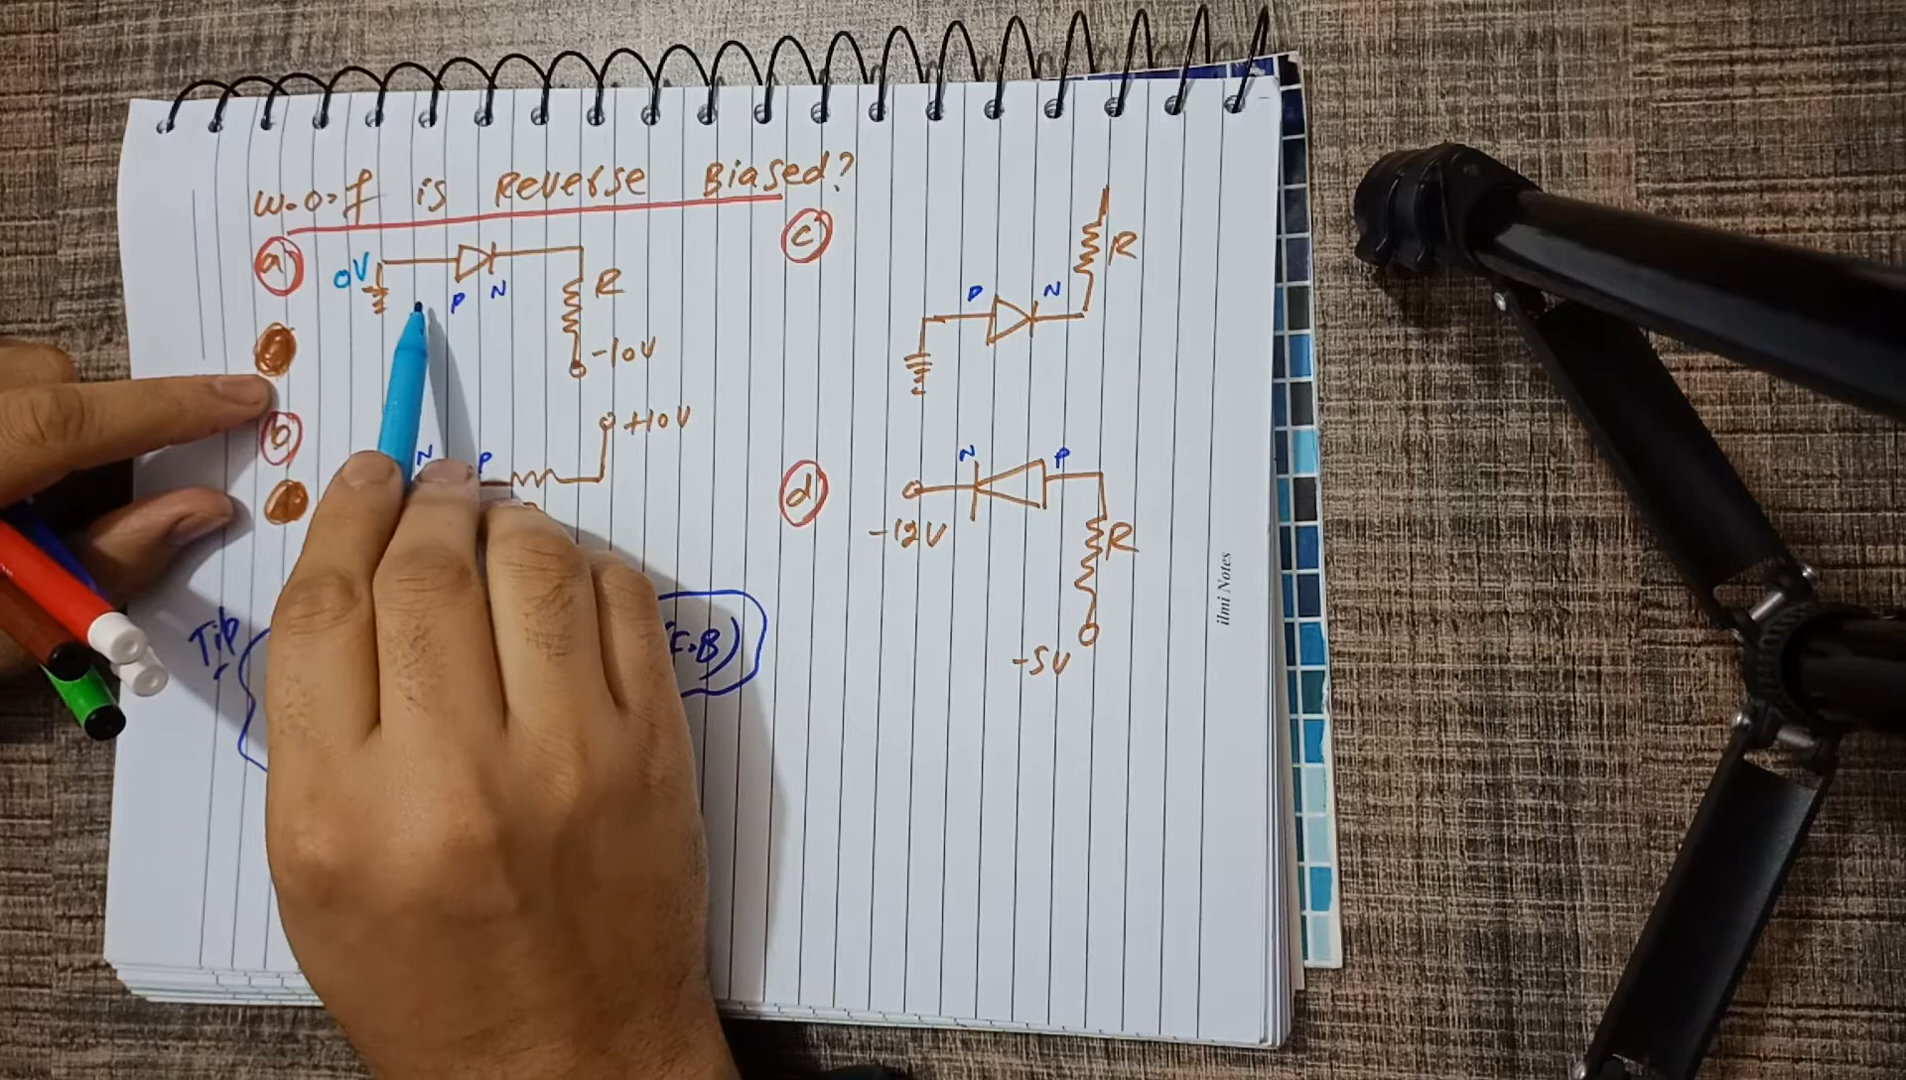 W.O.f is Reverse Biased?
a
0V
P N
R
-10V
b
+10V
N P
Tip
F.B)
c
R
P N
d
N P
-12V
R
-5V
ilmi Notes